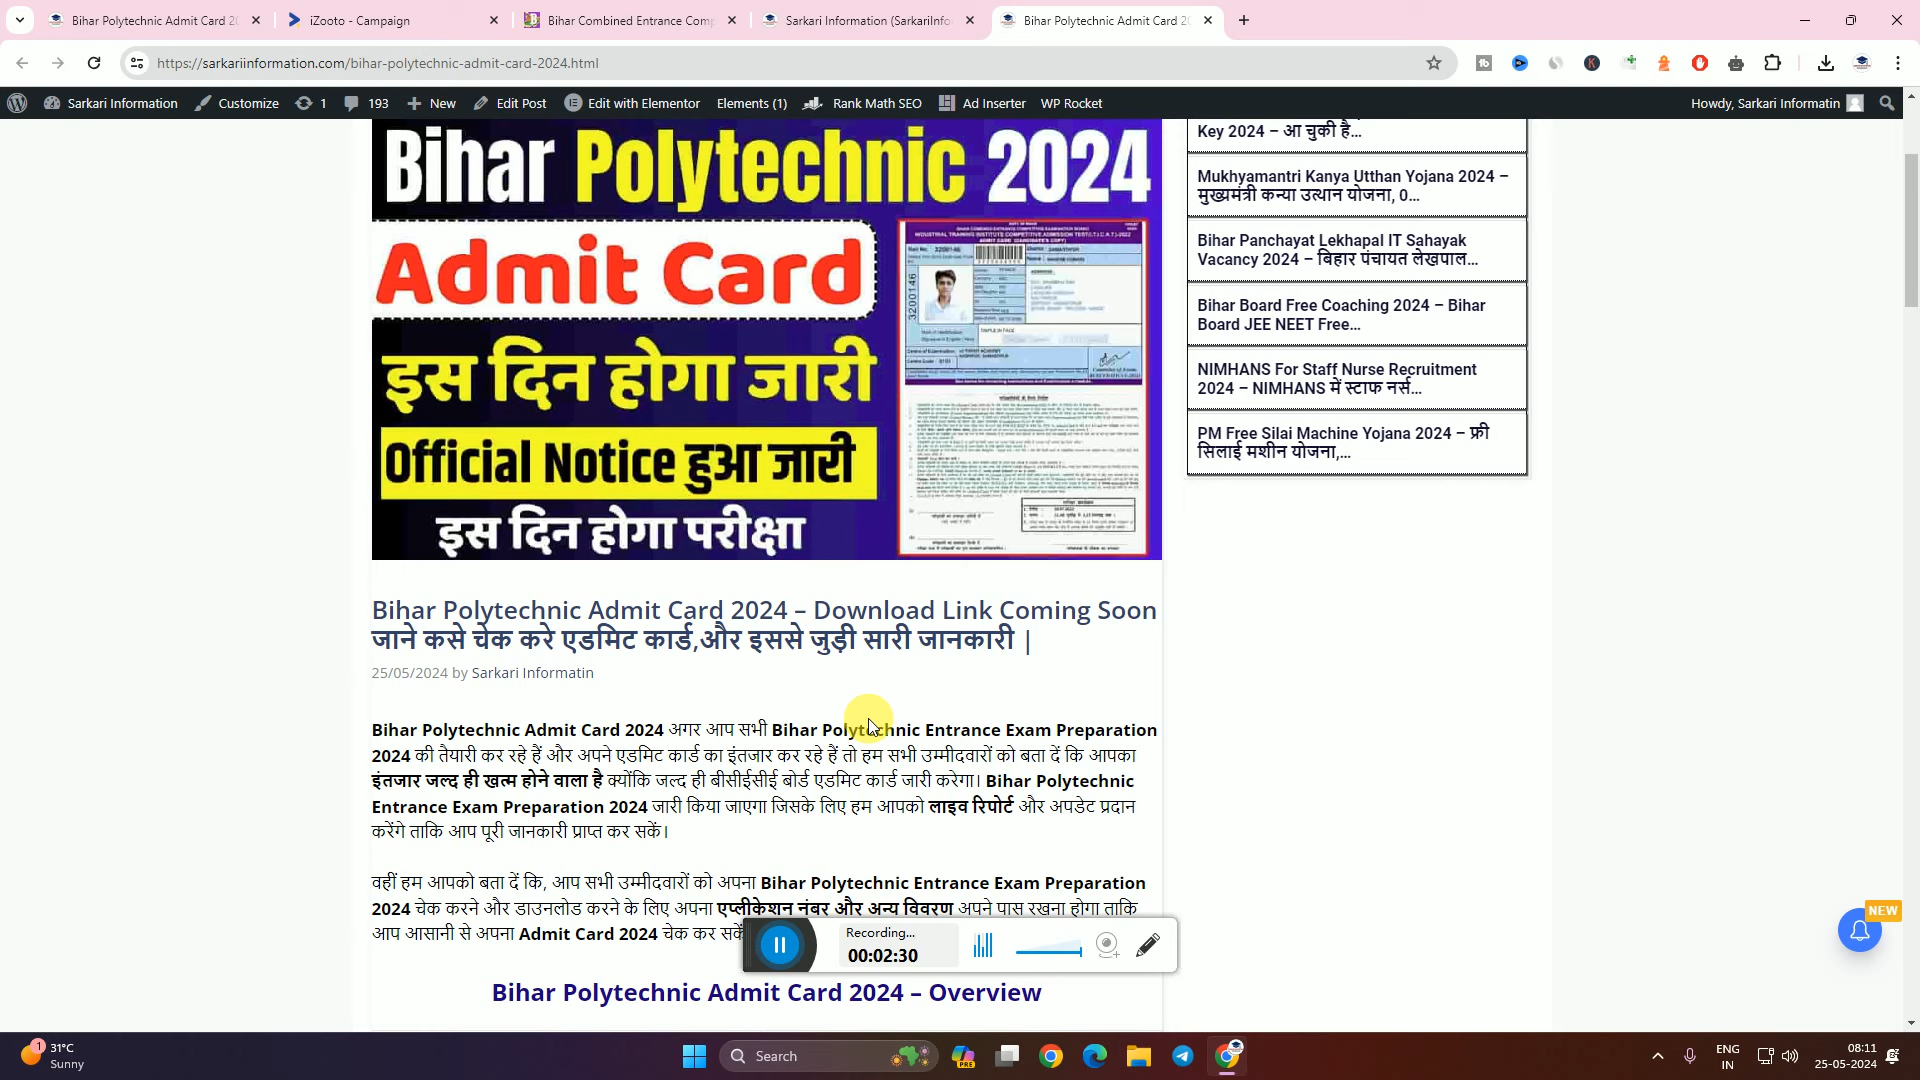 Bihar Polytechnic Admit Card 20
iZooto - Campaign
Bihar Combined Entrance Comp
Sarkari Information (SarkariInfo
Bihar Polytechnic Admit Card 20
https://sarkariinformation.com/bihar-polytechnic-admit-card-2024.html
Sarkari Information Customize 1 193 New Edit Post Edit with Elementor Elements (1) Rank Math SEO Ad Inserter WP Rocket Howdy, Sarkari Informatin
Bihar Polytechnic 2024
Admit Card
इस दिन होगा जारी
Official Notice हुआ जारी
इस दिन होगा परीक्षा
Key 2024 – आ चुकी है...
Mukhyamantri Kanya Utthan Yojana 2024 –
मुख्यमंत्री कन्या उत्थान योजना, 0...
Bihar Panchayat Lekhapal IT Sahayak
Vacancy 2024 – बिहार पंचायत लेखपाल...
Bihar Board Free Coaching 2024 – Bihar
Board JEE NEET Free...
NIMHANS For Staff Nurse Recruitment
2024 – NIMHANS में स्टाफ नर्स...
PM Free Silai Machine Yojana 2024 – फ्री
सिलाई मशीन योजना,...
Bihar Polytechnic Admit Card 2024 – Download Link Coming Soon
जाने कसे चेक करे एडमिट कार्ड,और इससे जुड़ी सारी जानकारी |
25/05/2024 by Sarkari Informatin
Bihar Polytechnic Admit Card 2024 अगर आप सभी Bihar Polytechnic Entrance Exam Preparation
2024 की तैयारी कर रहे हैं और अपने एडमिट कार्ड का इंतजार कर रहे हैं तो हम सभी उम्मीदवारों को बता दें कि आपका
इंतजार जल्द ही खत्म होने वाला है क्योंकि जल्द ही बीसीईसीई बोर्ड एडमिट कार्ड जारी करेगा। Bihar Polytechnic
Entrance Exam Preparation 2024 जारी किया जाएगा जिसके लिए हम आपको लाइव रिपोर्ट और अपडेट प्रदान
करेंगे ताकि आप पूरी जानकारी प्राप्त कर सकें।
वहीं हम आपको बता दें कि, आप सभी उम्मीदवारों को अपना Bihar Polytechnic Entrance Exam Preparation
2024 चेक करने और डाउनलोड करने के लिए अपना एप्लीकेशन नंबर और अन्य विवरण अपने पास रखना होगा ताकि
आप आसानी से अपना Admit Card 2024 चेक कर सकें
Recording...
00:02:30
NEW
Bihar Polytechnic Admit Card 2024 – Overview
1
31°C
Sunny
Search
PRE
ENG
IN
08:11
25-05-2024